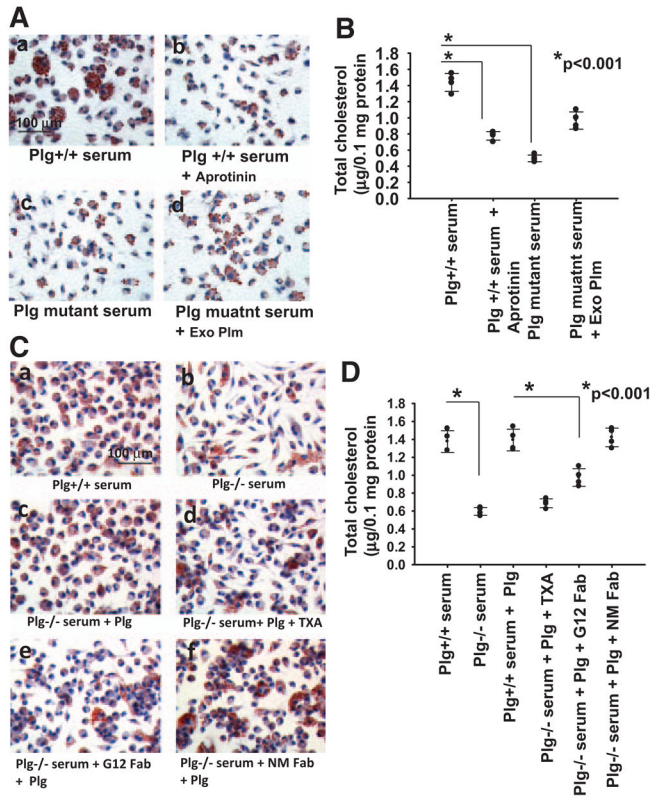 A
a
100 μm
Plg+/+ serum
b
Plg +/+ serum
+ Aprotinin
c
Plg mutant serum
d
Plg muatnt serum
+ Exo Plm
B
Total cholesterol
(μg/0.1 mg protein
1.8
1.6
1.4
1.2
1.0
0.8
0.6
0.4
0.2
0.0
*
*
*p<0.001
Plg+/+ serum
Plg +/+ serum +
Aprotinin
Plg mutant serum
Plg muatnt serum
+ Exo Plm
C
a
100 μm
Plg+/+ serum
b
Plg-/- serum
c
Plg-/- serum + Plg
d
Plg-/- serum+ Plg + TXA
e
Plg-/- serum + G12 Fab
+ Plg
f
Plg-/- serum + NM Fab
+ Plg
D
Total cholesterol
(μg/0.1 mg protein
1.8
1.6
1.4
1.2
1.0
0.8
0.6
0.4
0.2
0.0
*
*
*p<0.001
Plg+/+ serum
Plg-/- serum
Plg+/+ serum + Plg
Plg-/- serum + Plg + TXA
Plg-/- serum + Plg + G12 Fab
Plg-/- serum + Plg + NM Fab